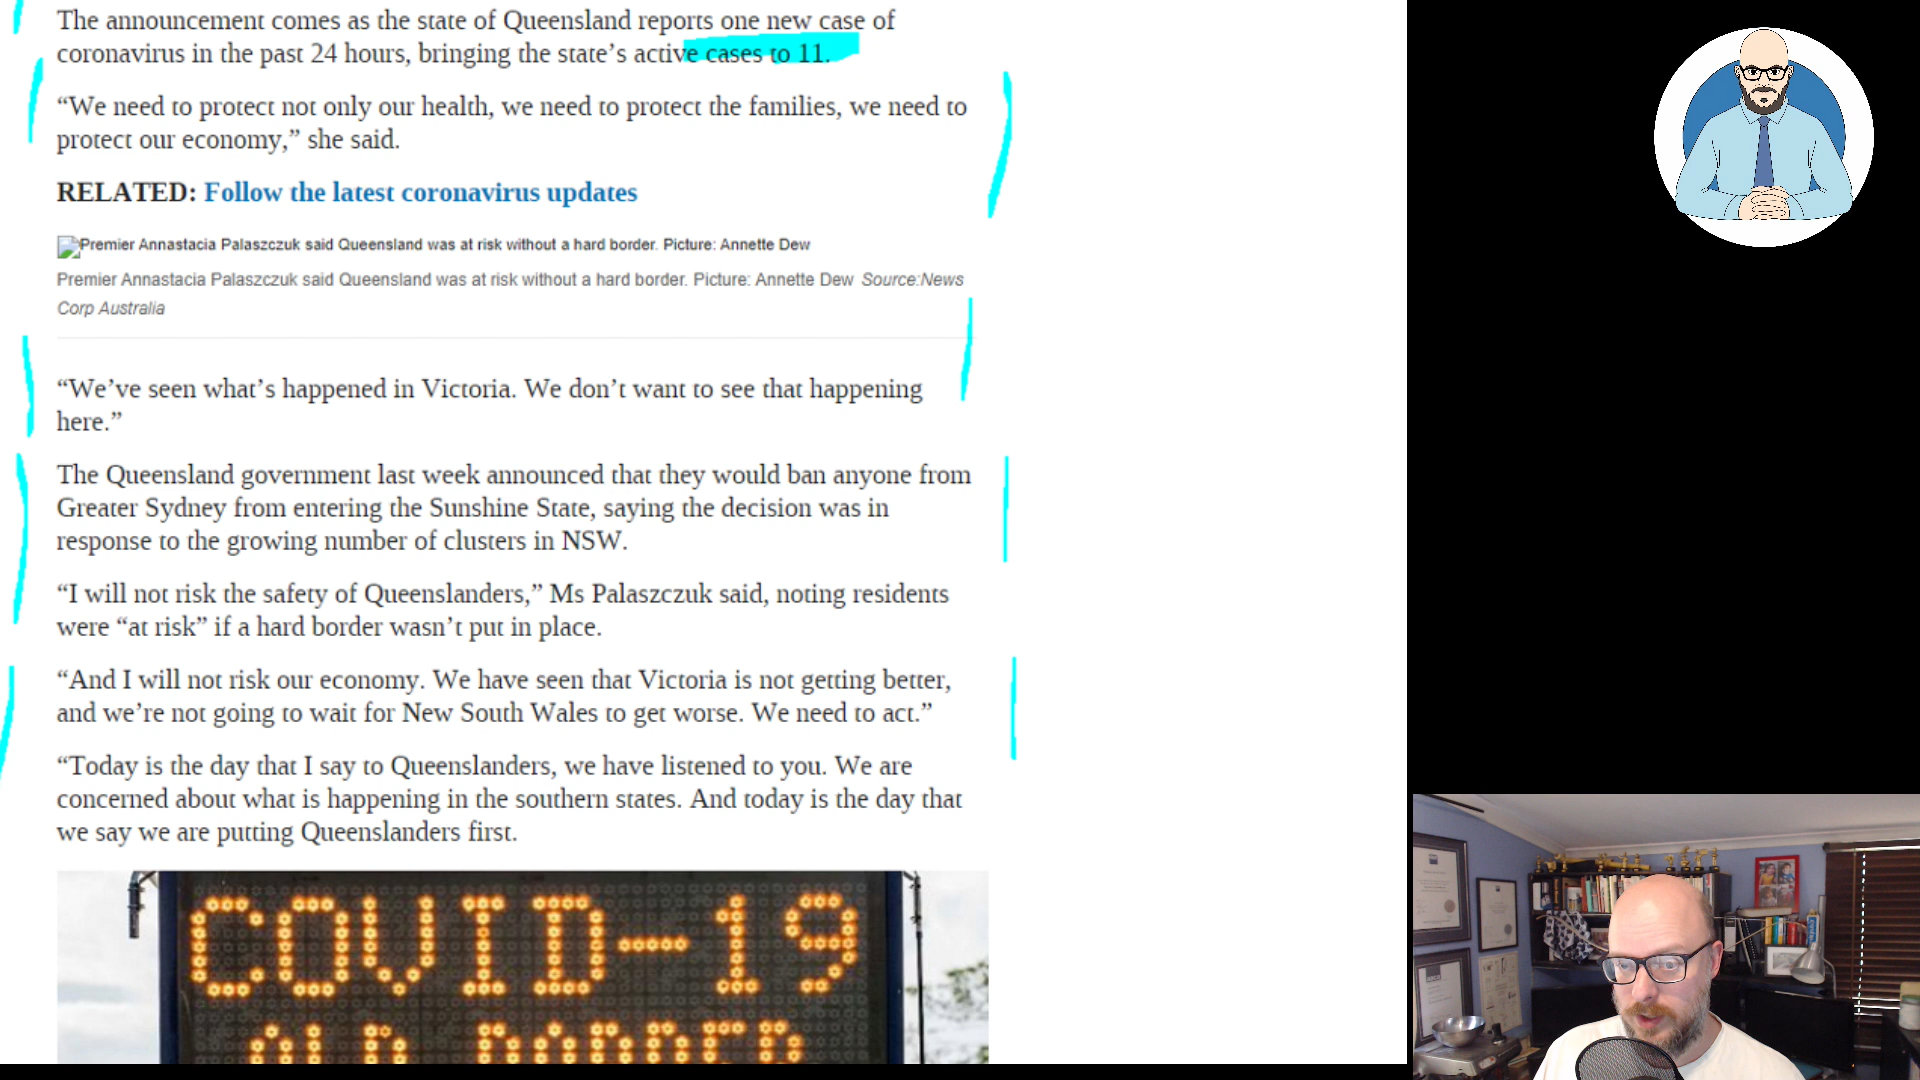 The announcement comes as the state of Queensland reports one new case of
coronavirus in the past 24 hours, bringing the state’s active cases to 11.
“We need to protect not only our health, we need to protect the families, we need to
protect our economy,” she said.
RELATED: Follow the latest coronavirus updates
Premier Annastacia Palaszczuk said Queensland was at risk without a hard border. Picture: Annette Dew
Premier Annastacia Palaszczuk said Queensland was at risk without a hard border. Picture: Annette Dew Source:News
Corp Australia
“We’ve seen what’s happened in Victoria. We don’t want to see that happening
here.”
The Queensland government last week announced that they would ban anyone from
Greater Sydney from entering the Sunshine State, saying the decision was in
response to the growing number of clusters in NSW.
“I will not risk the safety of Queenslanders,” Ms Palaszczuk said, noting residents
were “at risk” if a hard border wasn’t put in place.
“And I will not risk our economy. We have seen that Victoria is not getting better,
and we’re not going to wait for New South Wales to get worse. We need to act.”
“Today is the day that I say to Queenslanders, we have listened to you. We are
concerned about what is happening in the southern states. And today is the day that
we say we are putting Queenslanders first.
COVID-19
QLD BORDER